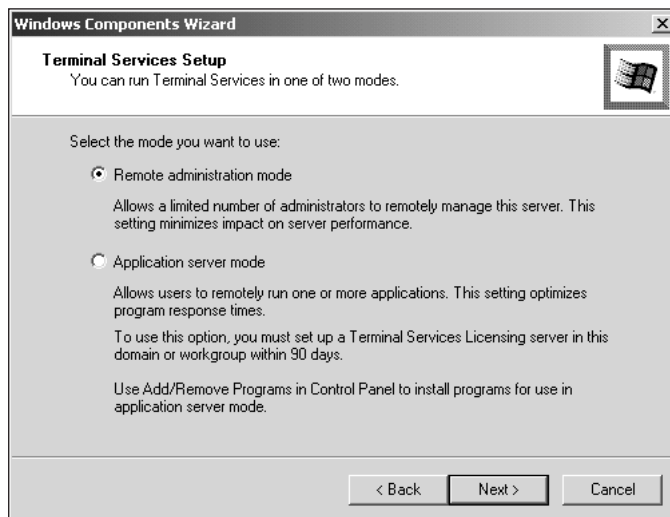 Windows Components Wizard
Terminal Services Setup
You can run Terminal Services in one of two modes.
Select the mode you want to use:
Remote administration mode
Allows a limited number of administrators to remotely manage this server. This
setting minimizes impact on server performance.
Application server mode
Allows users to remotely run one or more applications. This setting optimizes
program response times.
To use this option, you must set up a Terminal Services Licensing server in this
domain or workgroup within 90 days.
Use Add/Remove Programs in Control Panel to install programs for use in
application server mode.
< Back Next > Cancel